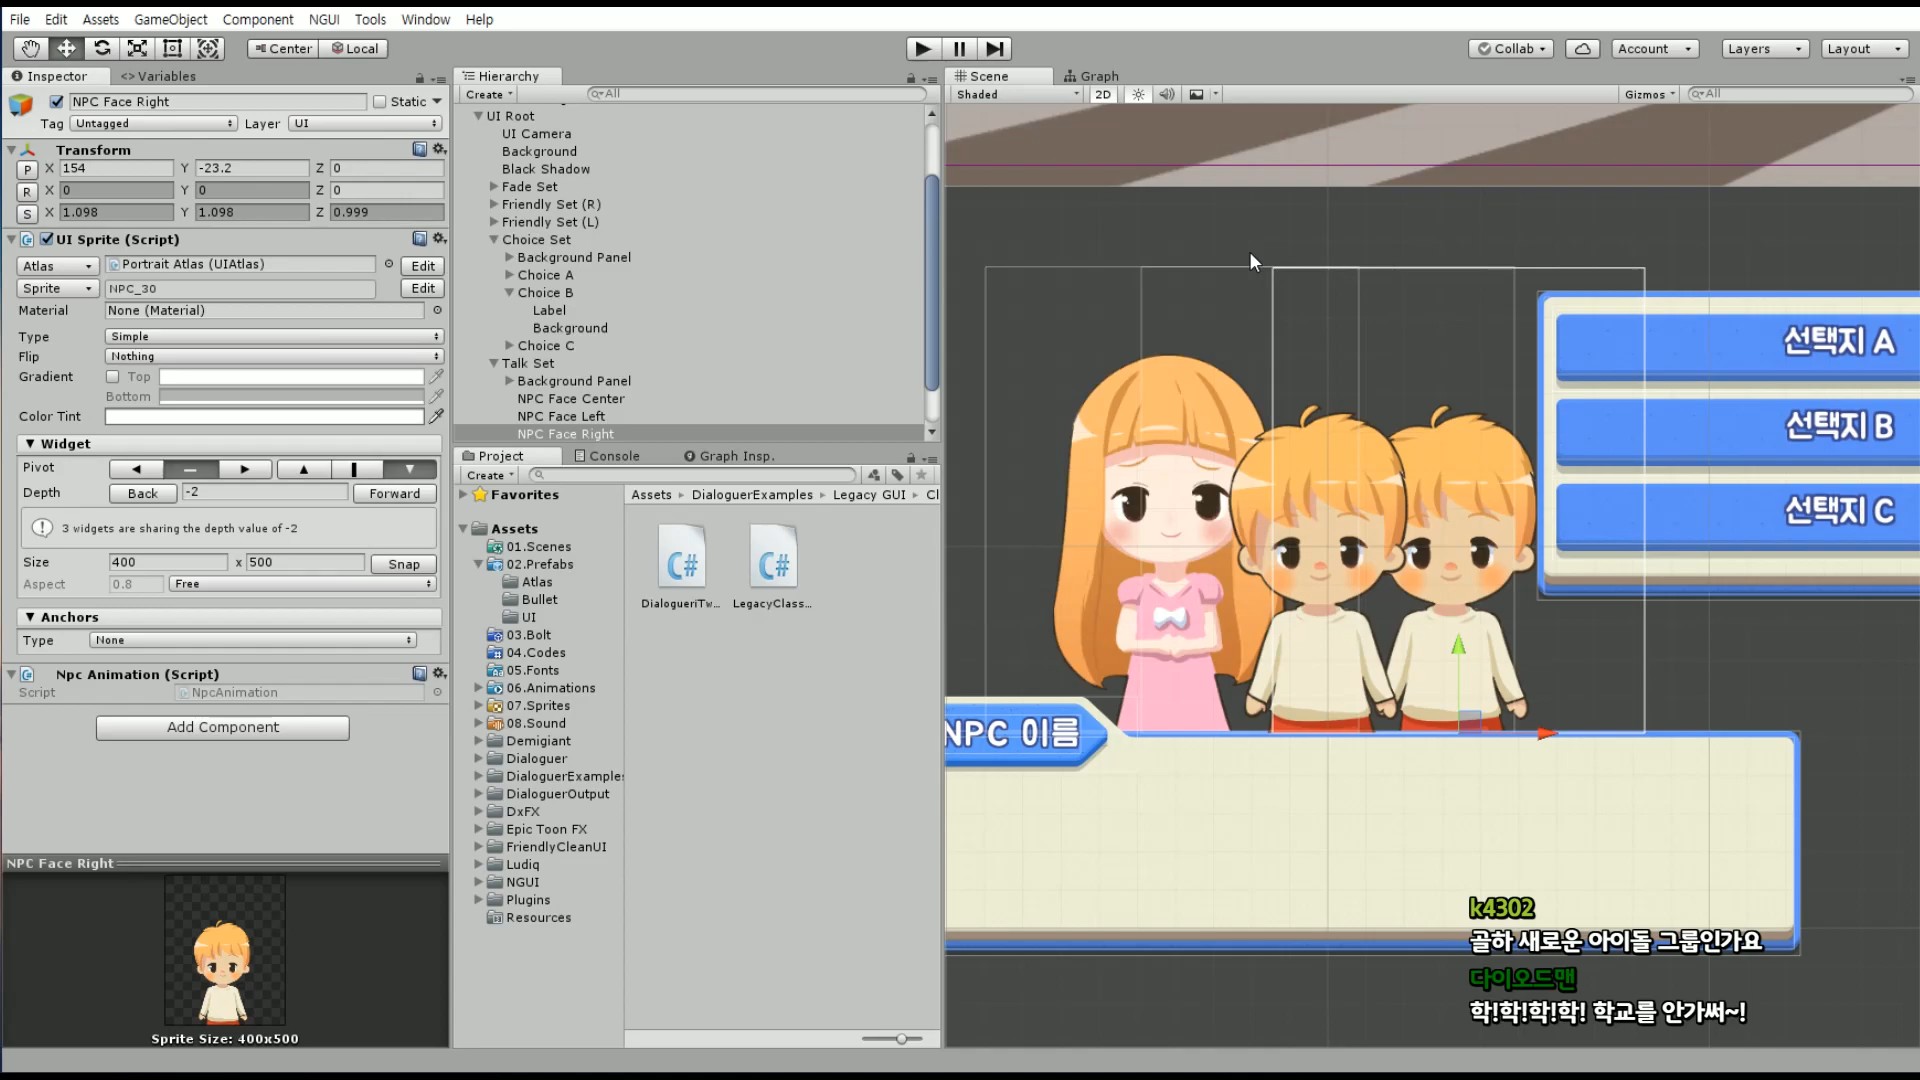 File Edit Assets GameObject Component NGUI Tools Window Help
Center Local Collab Account Layers Layout
Inspector <> Variables
NPC Face Right Static
Tag Untagged Layer UI
Transform
P X 154 Y -23.2 Z 0
R X 0 Y 0 Z 0
S X 1.098 Y 1.098 Z 0.999
UI Sprite (Script)
Atlas Portrait Atlas (UIAtlas) Edit
Sprite NPC_30 Edit
Material None (Material)
Type Simple
Flip Nothing
Gradient Top
Bottom
Color Tint
Widget
Pivot
Depth Back -2 Forward
3 widgets are sharing the depth value of -2
Size 400 x 500 Snap
Aspect 0.8 Free
Anchors
Type None
Npc Animation (Script)
Script NpcAnimation
Add Component
NPC Face Right
Sprite Size: 400x500
Hierarchy
Create All
UI Root
UI Camera
Background
Black Shadow
Fade Set
Friendly Set (R)
Friendly Set (L)
Choice Set
Background Panel
Choice A
Choice B
Label
Background
Choice C
Talk Set
Background Panel
NPC Face Center
NPC Face Left
NPC Face Right
Project Console Graph Insp.
Create
Favorites
Assets
01.Scenes
02.Prefabs
Atlas
Bullet
UI
03.Bolt
04.Codes
05.Fonts
06.Animations
07.Sprites
08.Sound
Demigiant
Dialoguer
DialoguerExamples
DialoguerOutput
DxFX
Epic Toon FX
FriendlyCleanUI
Ludiq
NGUI
Plugins
Resources
Assets DialoguerExamples Legacy GUI Cl
C# C#
DialogueriTw... LegacyClass...
Scene Graph
Shaded 2D Gizmos All
선택지 A
선택지 B
선택지 C
NPC 이름
k4302
골하 새로운 아이돌 그룹인가요
다이오드맨
학!학!학!학! 학교를 안가써~!